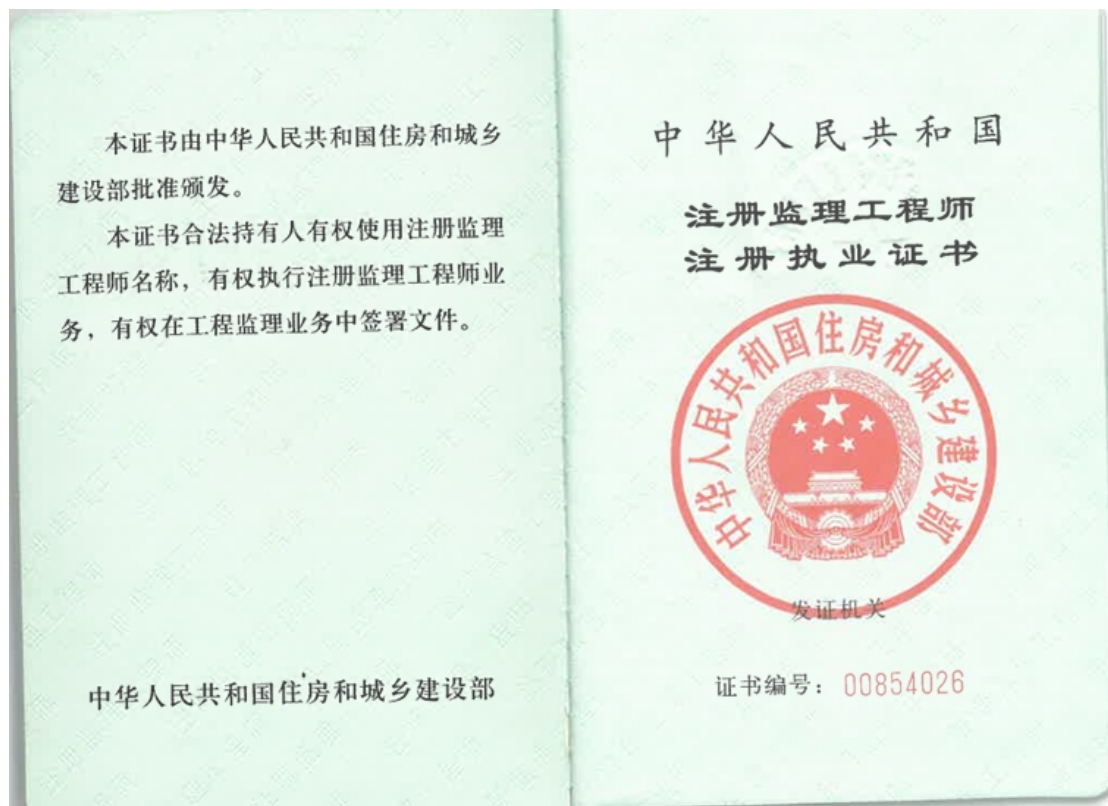 本证书由中华人民共和国住房和城乡
建设部批准颁发。
本证书合法持有人有权使用注册监理
工程师名称，有权执行注册监理工程师业
务，有权在工程监理业务中签署文件。
中华人民共和国住房和城乡建设部
中华人民共和国
注册监理工程师
注册执业证书
中华人民共和国住房和城乡建设部
发证机关
证书编号：00854026